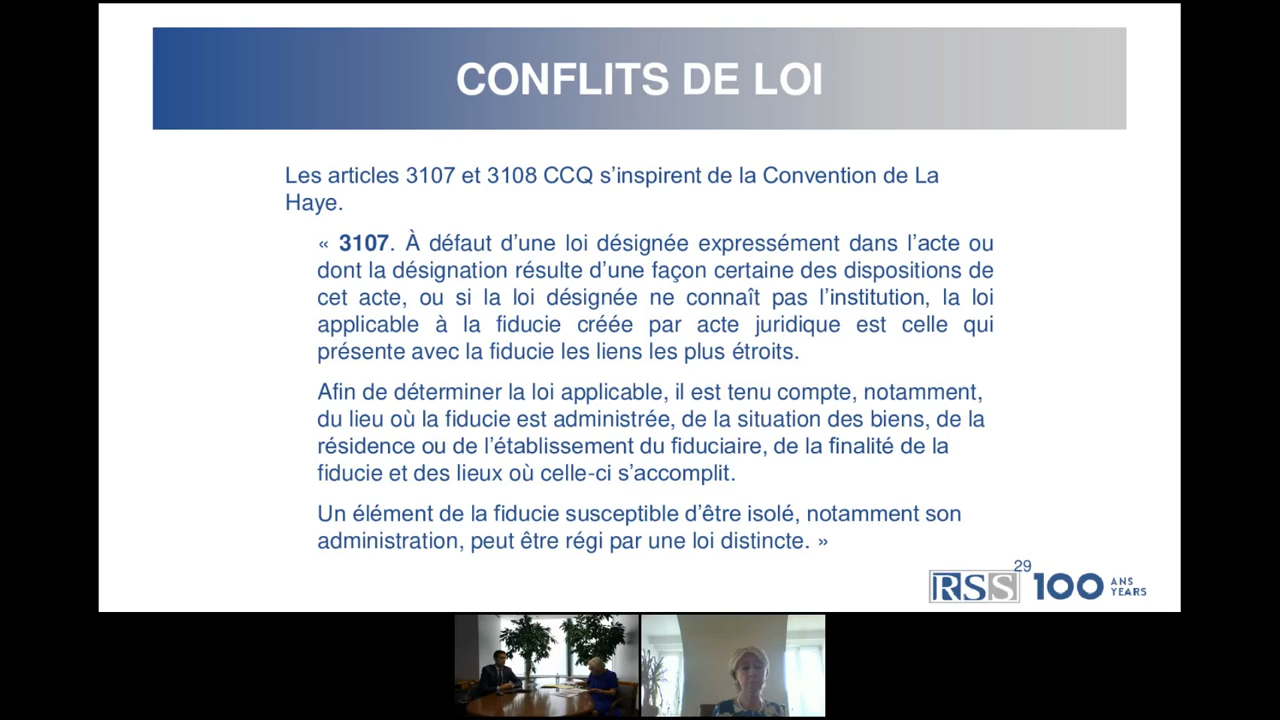 CONFLITS DE LOI
Les articles 3107 et 3108 CCQ s’inspirent de la Convention de La
Haye.
« 3107. À défaut d’une loi désignée expressément dans l’acte ou
dont la désignation résulte d’une façon certaine des dispositions de
cet acte, ou si la loi désignée ne connaît pas l’institution, la loi
applicable à la fiducie créée par acte juridique est celle qui
présente avec la fiducie les liens les plus étroits.
Afin de déterminer la loi applicable, il est tenu compte, notamment,
du lieu où la fiducie est administrée, de la situation des biens, de la
résidence ou de l’établissement du fiduciaire, de la finalité de la
fiducie et des lieux où celle-ci s’accomplit.
Un élément de la fiducie susceptible d’être isolé, notamment son
administration, peut être régi par une loi distincte. »
29
RSS 100 ANS
YEARS